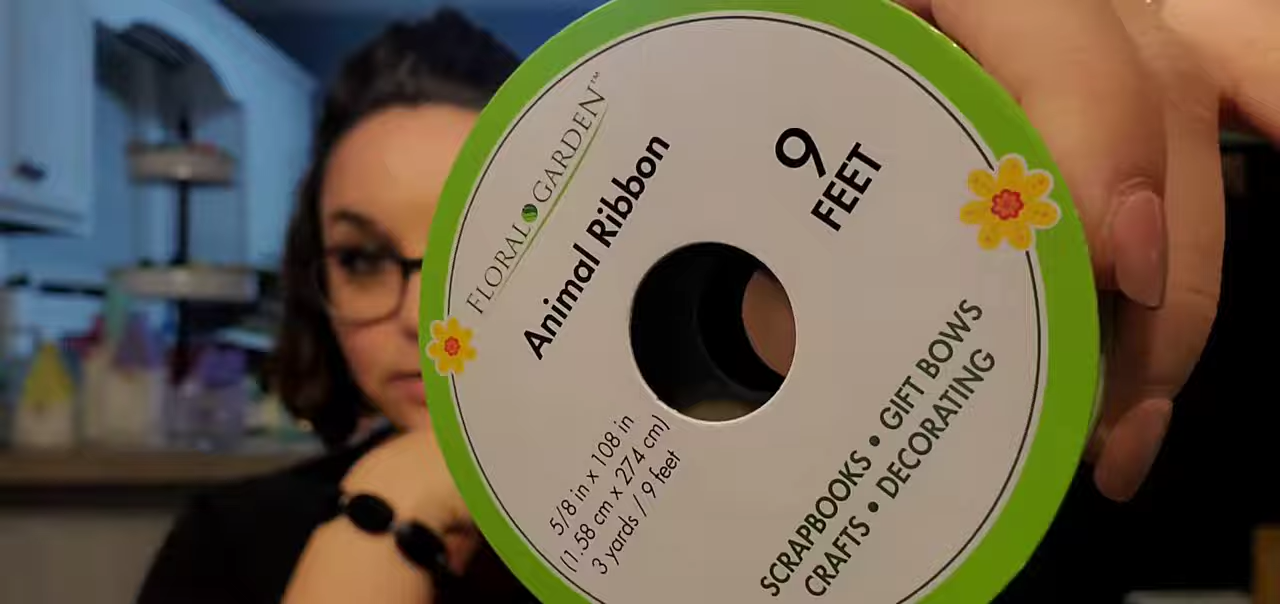 FLORAL GARDEN™
Animal Ribbon
9
FEET
5/8 in x 108 in
(1.58 cm x 274 cm)
3 yards // 9 feet
SCRAPBOOKS • GIFT BOWS
CRAFTS • DECORATING